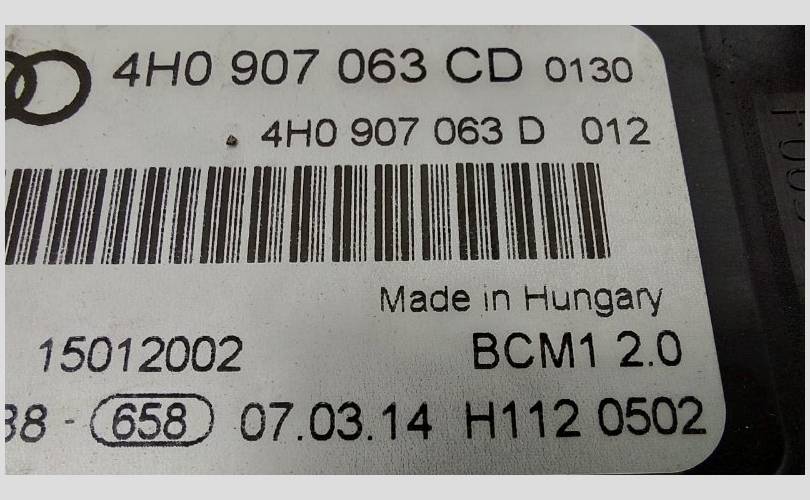 4H0 907 063 CD 0130
4H0 907 063 D 012
Made in Hungary
15012002 BCM1 2.0
38 - 658 07.03.14 H112 0502